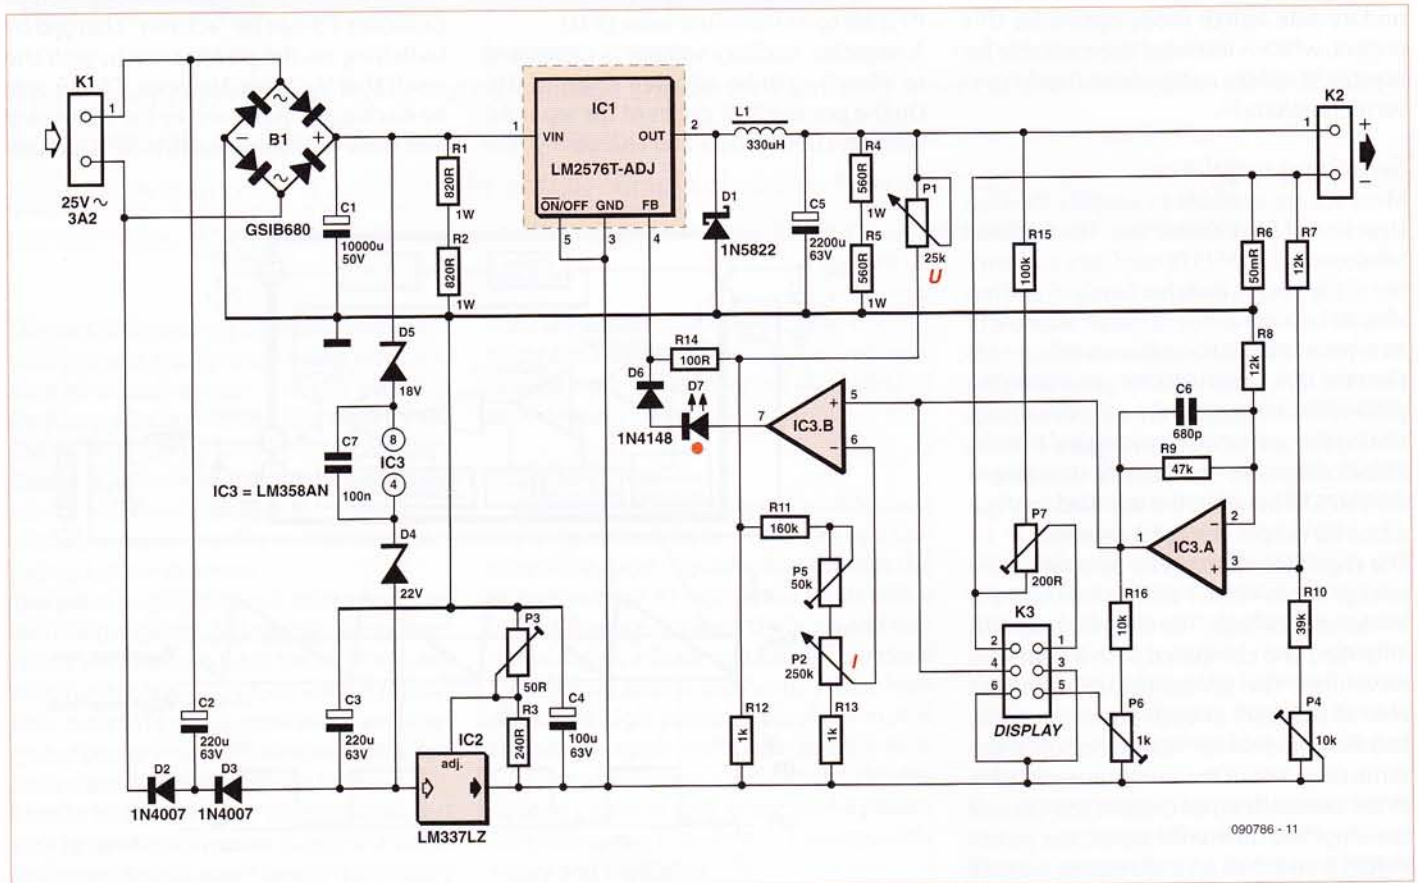 K1
1
25V ~
3A2
~
−
B1
+
~
GSIB680
C1
10000u
50V
R1
820R
1W
R2
820R
1W
IC1
1
VIN
OUT
2
LM2576T-ADJ
ON/OFF
GND
FB
5
3
4
L1
330uH
D1
1N5822
C5
2200u
63V
R4
560R
1W
R5
560R
1W
P1
25k
U
R15
100k
K2
1
+
−
R6
50mR
R7
12k
R8
12k
D5
18V
C7
100n
8
IC3
4
IC3 = LM358AN
D4
22V
R14
100R
D6
1N4148
D7
7
IC3.B
+
5
−
6
C6
680p
R9
47k
1
IC3.A
−
2
+
3
R11
160k
P5
50k
P2
250k
I
R12
1k
R13
1k
P7
200R
K3
2
1
4
3
6
5
DISPLAY
R16
10k
P6
1k
R10
39k
P4
10k
C2
220u
63V
D2
1N4007
D3
1N4007
C3
220u
63V
P3
50R
R3
240R
C4
100u
63V
IC2
adj.
LM337LZ
090786 - 11